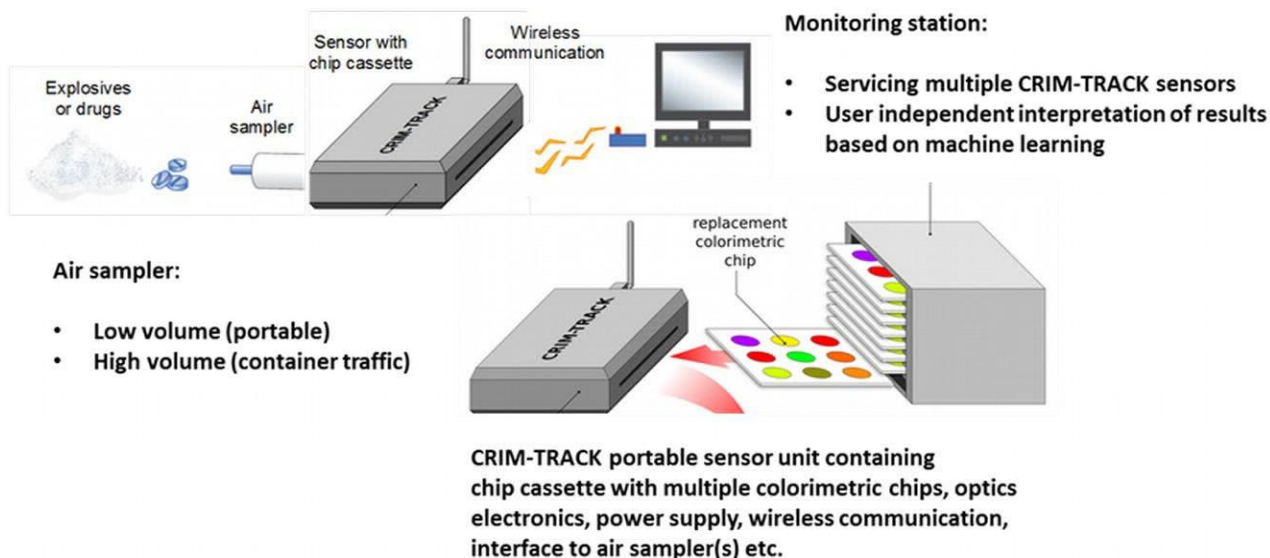 Explosives
or drugs
Air
sampler
Sensor with
chip cassette
CRIM-TRACK
Wireless
communication
Monitoring station:
• Servicing multiple CRIM-TRACK sensors
• User independent interpretation of results
based on machine learning
Air sampler:
• Low volume (portable)
• High volume (container traffic)
replacement
colorimetric
chip
CRIM-TRACK
CRIM-TRACK portable sensor unit containing
chip cassette with multiple colorimetric chips, optics
electronics, power supply, wireless communication,
interface to air sampler(s) etc.